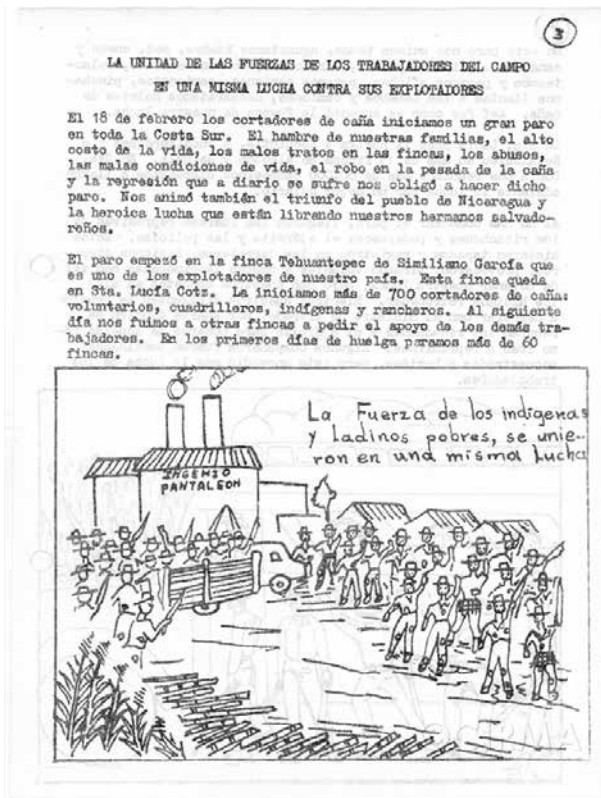 3
LA UNIDAD DE LAS FUERZAS DE LOS TRABAJADORES DEL CAMPO
EN UNA MISMA LUCHA CONTRA SUS EXPLOTADORES
El 18 de febrero los cortadores de caña iniciamos un gran paro
en toda la Costa Sur. El hambre de nuestras familias, el alto
costo de la vida, los malos tratos en las fincas, los abusos,
las malas condiciones de vida, el robo en la pesada de la caña
y la represión que a diario se sufre nos obligó a hacer dicho
paro. Nos animó también el triunfo del pueblo de Nicaragua y
la heroica lucha que están librando nuestros hermanos salvado-
reños.
El paro empezó en la finca Tehuantepec de Similiano García que
es uno de los explotadores de nuestro país. Esta finca queda
en Sta. Lucía Cotz. La iniciamos más de 700 cortadores de caña:
voluntarios, cuadrilleros, indígenas y rancheros. Al siguiente
día nos fuimos a otras fincas a pedir el apoyo de los demás tra-
bajadores. En los primeros días de huelga paramos más de 60
fincas.
La Fuerza de los indígenas
y ladinos pobres, se unie-
ron en una misma Lucha
INGENIO
PANTALEON
CIRMA